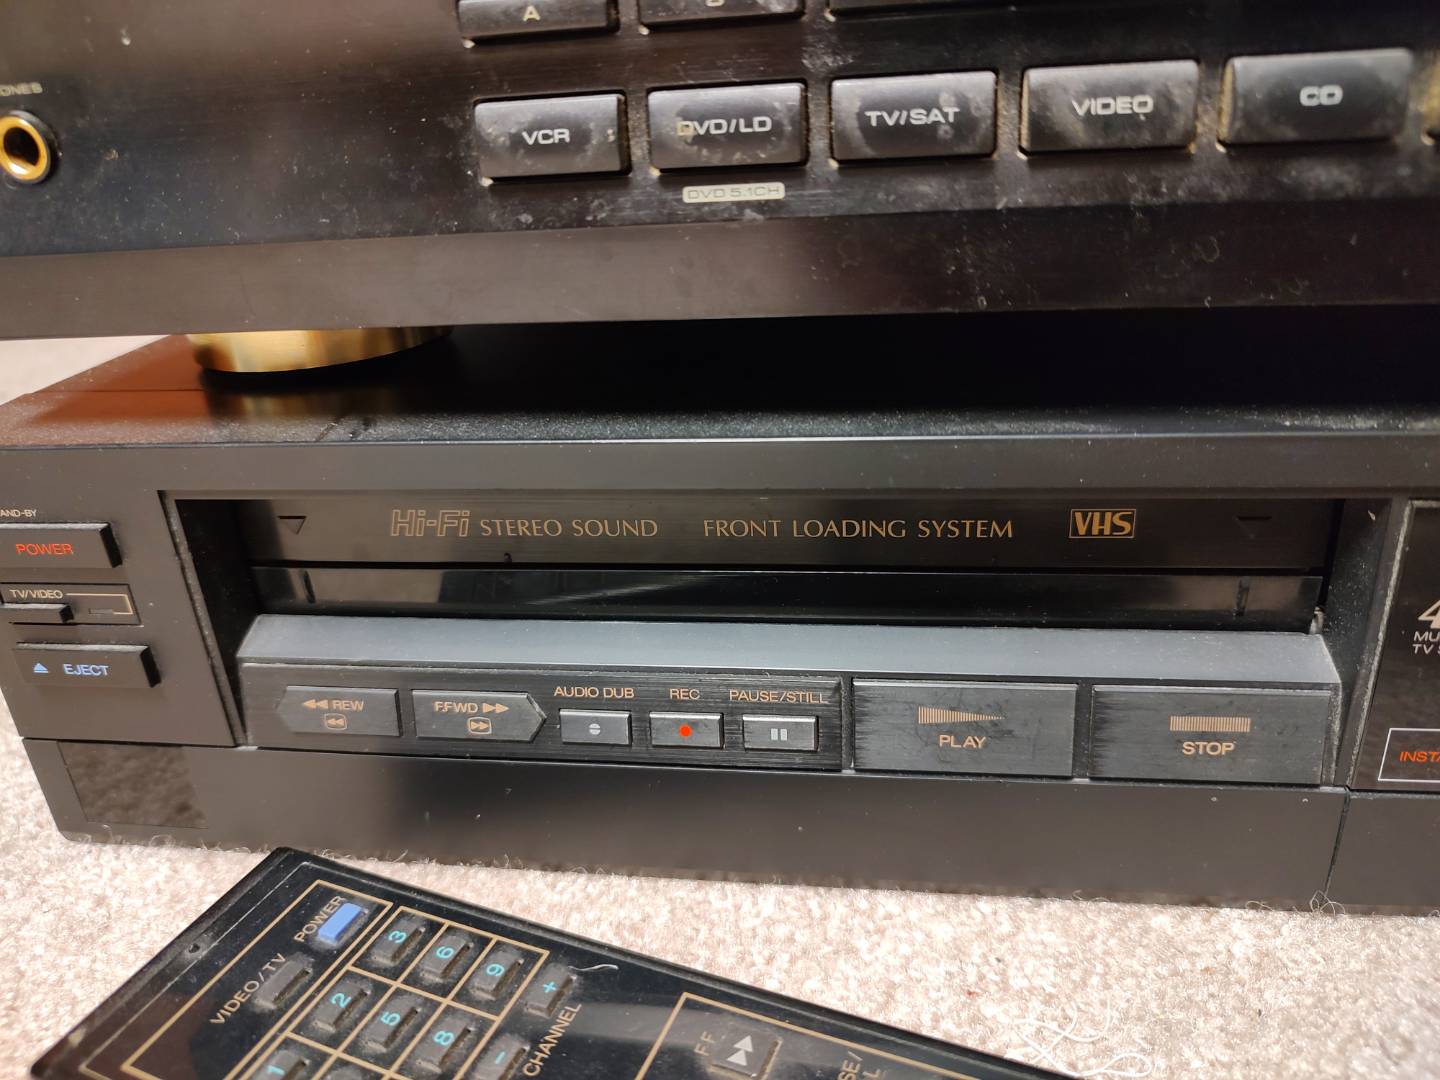 A
VCR
DVD/LD
TV/SAT
VIDEO
CD
DVD 5.1CH
POWER
TV/VIDEO
EJECT
Hi-Fi STEREO SOUND FRONT LOADING SYSTEM VHS
REW
F.FWD
AUDIO DUB
REC
PAUSE/STILL
PLAY
STOP
4
POWER
VIDEO/TV
3
6
9
+
2
5
8
-
CHANNEL
1
F.F